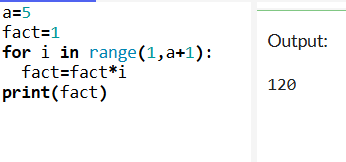 a=5
fact=1
for i in range(1,a+1):
  fact=fact*i
print(fact)
Output:
120